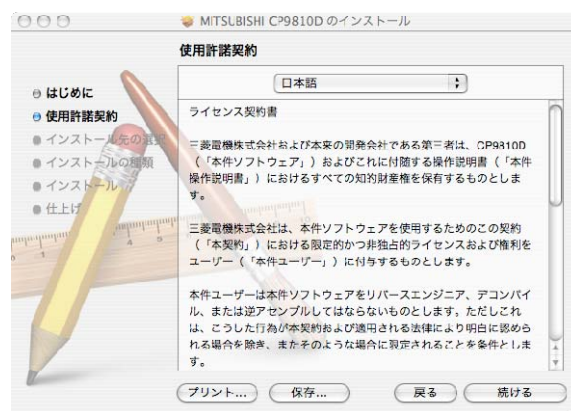 MITSUBISHI CP9810D のインストール
使用許諾契約
日本語
はじめに
使用許諾契約
インストール先の選択
インストールの種類
インストール
仕上げ
ライセンス契約書
三菱電機株式会社および本来の開発会社である第三者は、CP9810D
（「本件ソフトウェア」）およびこれに付随する操作説明書（「本件
操作説明書」）におけるすべての知的財産権を保有するものとしま
す。
三菱電機株式会社は、本件ソフトウェアを使用するためのこの契約
（「本契約」）における限定的かつ非独占的ライセンスおよび権利を
ユーザー（「本件ユーザー」）に付与するものとします。
本件ユーザーは本件ソフトウェアをリバースエンジニア、デコンパイ
ル、または逆アセンブルしてはならないものとします。ただしこれ
は、こうした行為が本契約および適用される法律により明白に認めら
れる場合を除き、またそのような場合に限定されることを条件としま
す。
プリント... 保存... 戻る 続ける